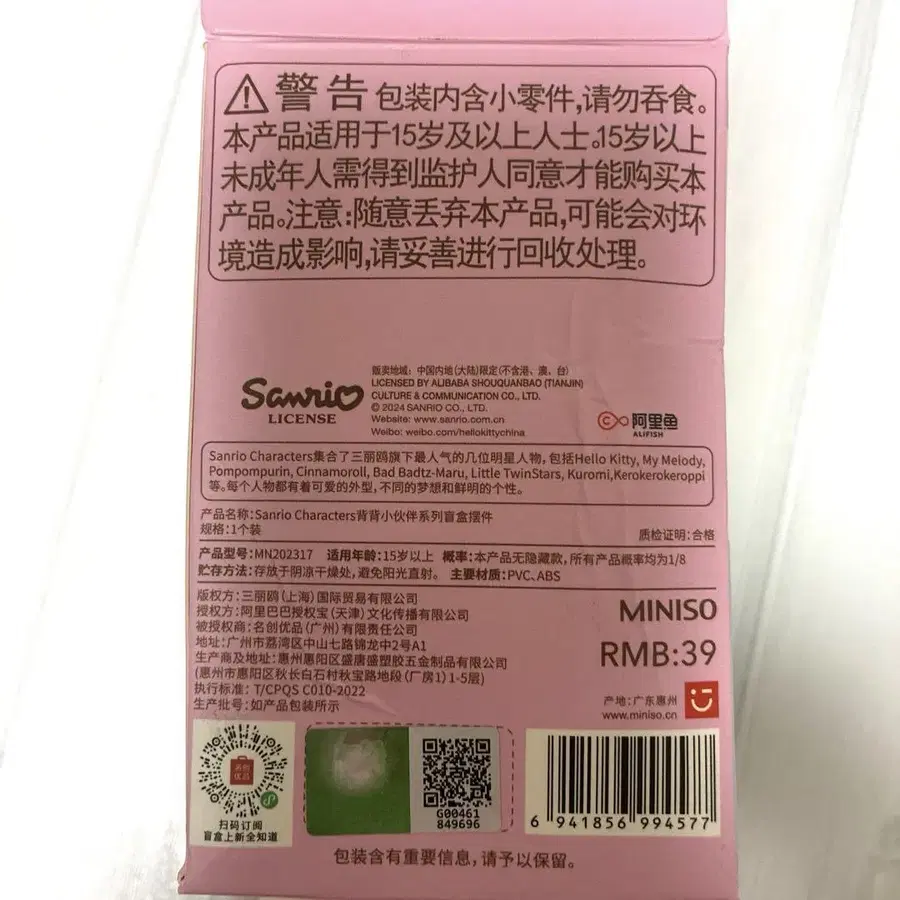 警告 包装内含小零件,请勿吞食。
本产品适用于15岁及以上人士。15岁以上
未成年人需得到监护人同意才能购买本
产品。注意:随意丢弃本产品,可能会对环
境造成影响,请妥善进行回收处理。
Sanrio
LICENSE
版卖地域: 中国内地(大陆)限定(不含港、澳、台)
LICENSED BY ALIBABA SHOUQUANBAO (TIANJIN)
CULTURE & COMMUNICATION CO., LTD.
© 2024 SANRIO CO., LTD.
Website: www.sanrio.com.cn
Weibo: weibo.com/hellokittychina
阿里鱼
ALIFISH
Sanrio Characters集合了三丽鸥旗下最人气的几位明星人物, 包括Hello Kitty, My Melody,
Pompompurin, Cinnamoroll, Bad Badtz-Maru, Little TwinStars, Kuromi,Kerokerokeroppi
等。每个人物都有着可爱的外型, 不同的梦想和鲜明的个性。
产品名称:Sanrio Characters背背小伙伴系列盲盒摆件
规格:1个装
质检证明:合格
产品型号:MN202317 适用年龄:15岁以上 概率:本产品无隐藏款, 所有产品概率均为1/8
贮存方法:存放于阴凉干燥处, 避免阳光直射。 主要材质:PVC、ABS
版权方: 三丽鸥(上海)国际贸易有限公司
授权方: 阿里巴巴授权宝(天津)文化传播有限公司
被授权商: 名创优品(广州)有限责任公司
地址: 广州市荔湾区中山七路锦龙中2号A1
生产商及地址: 惠州惠阳区盛唐盛塑胶五金制品有限公司
(惠州市惠阳区秋长白石村秋宝路地段(厂房1)1-5层)
执行标准: T/CPQS C010-2022
生产批号: 如产品包装所示
MINISO
RMB:39
产地: 广东惠州
www.miniso.cn
名创
优品
扫码订阅
盲盒上新全知道
G00461
849696
6 941856 994577
包装含有重要信息, 请予以保留。